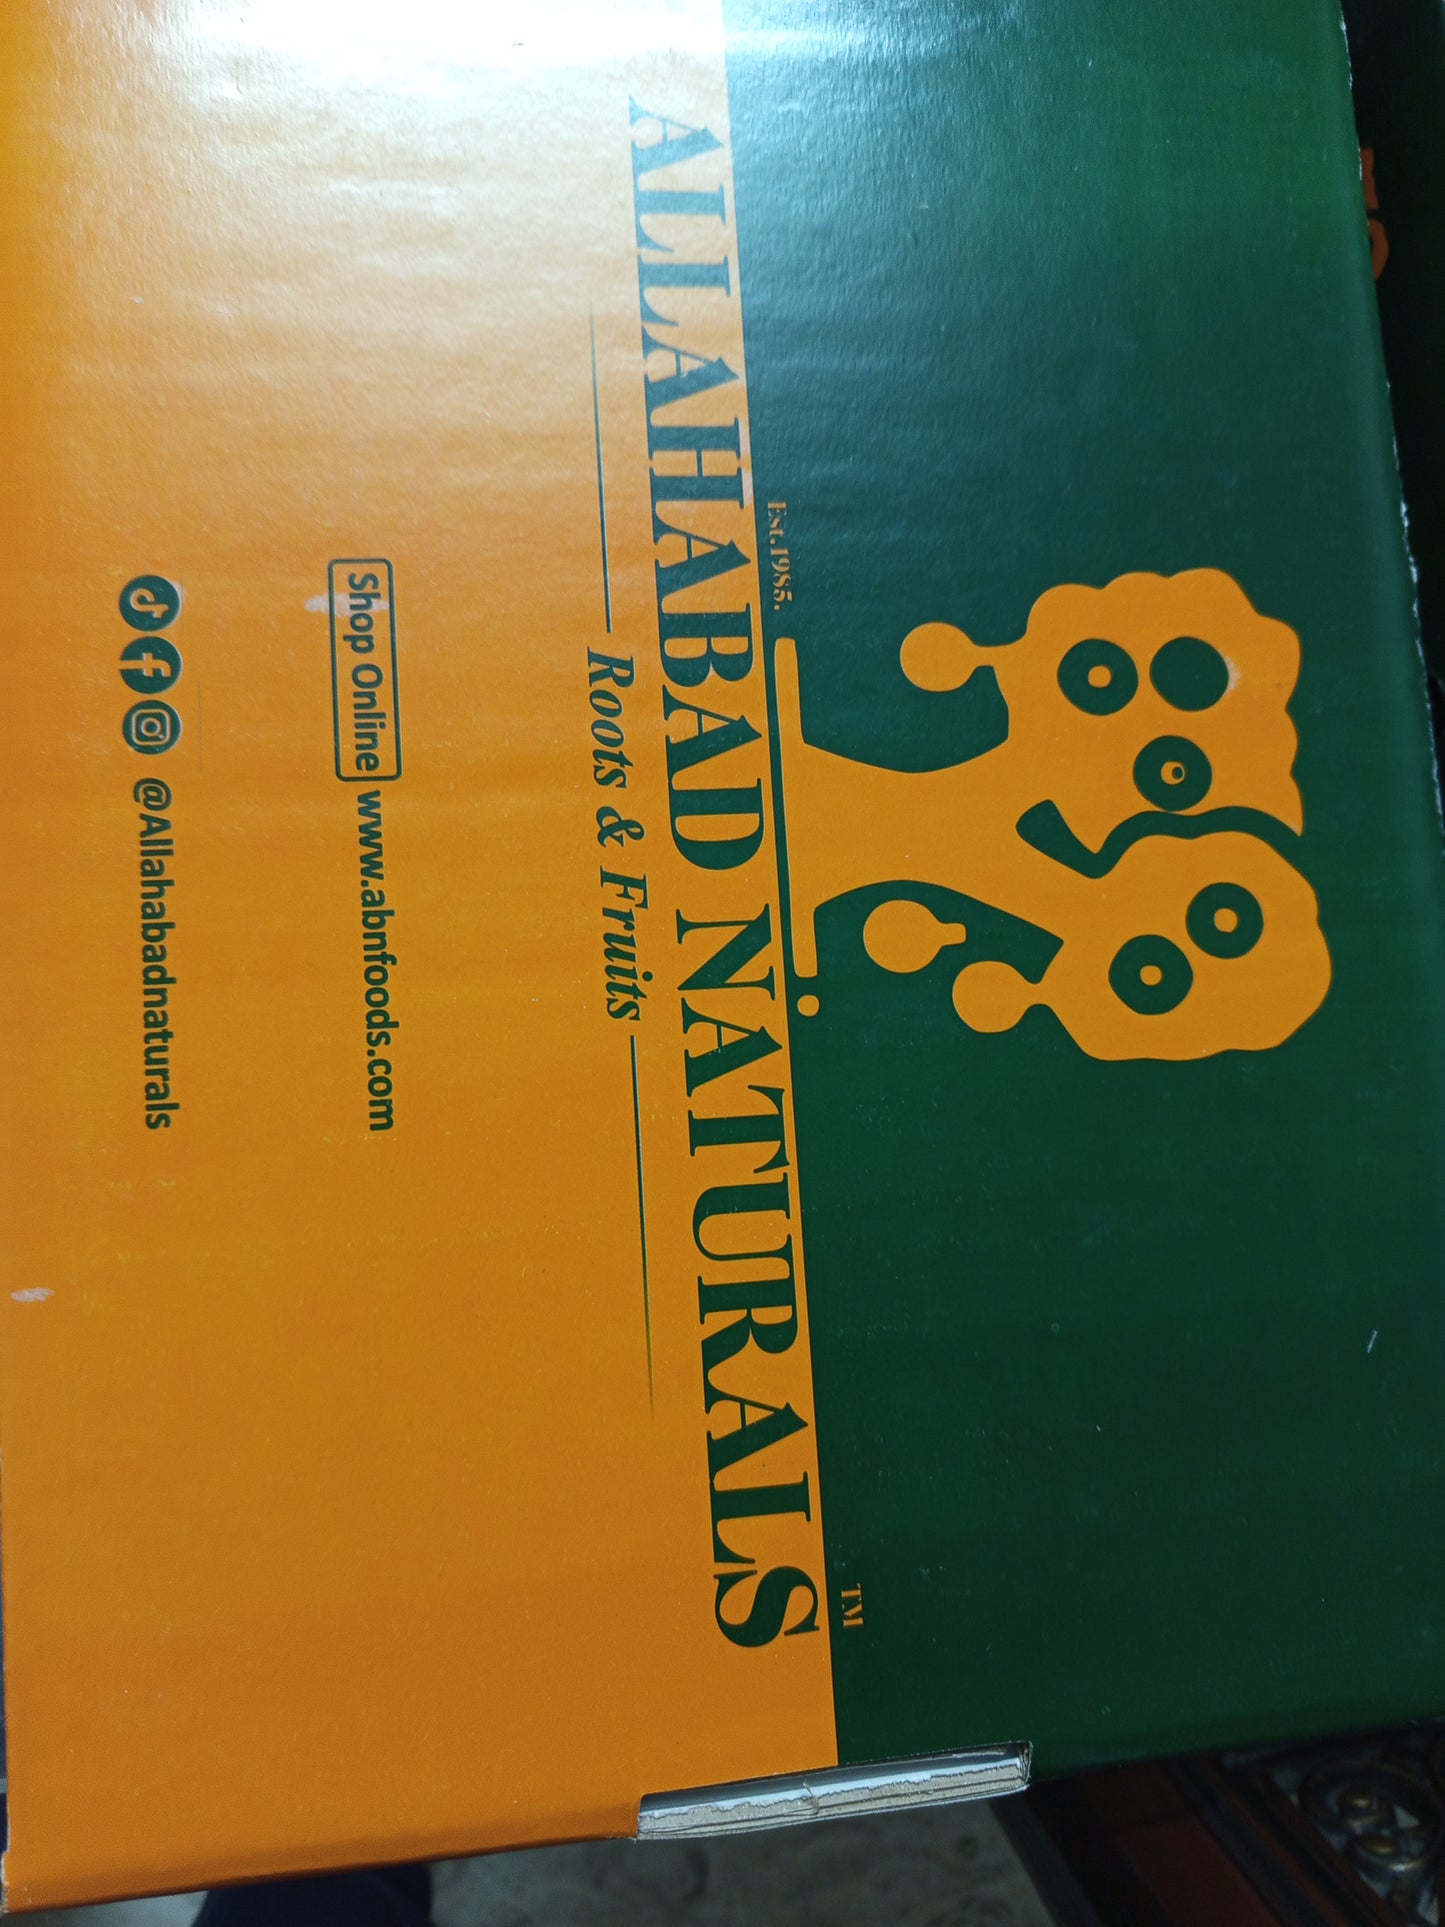 Est.1985.
TM
ALLAHABAD NATURALS
Roots & Fruits
Shop Online www.abnfoods.com
@Allahabadnaturals